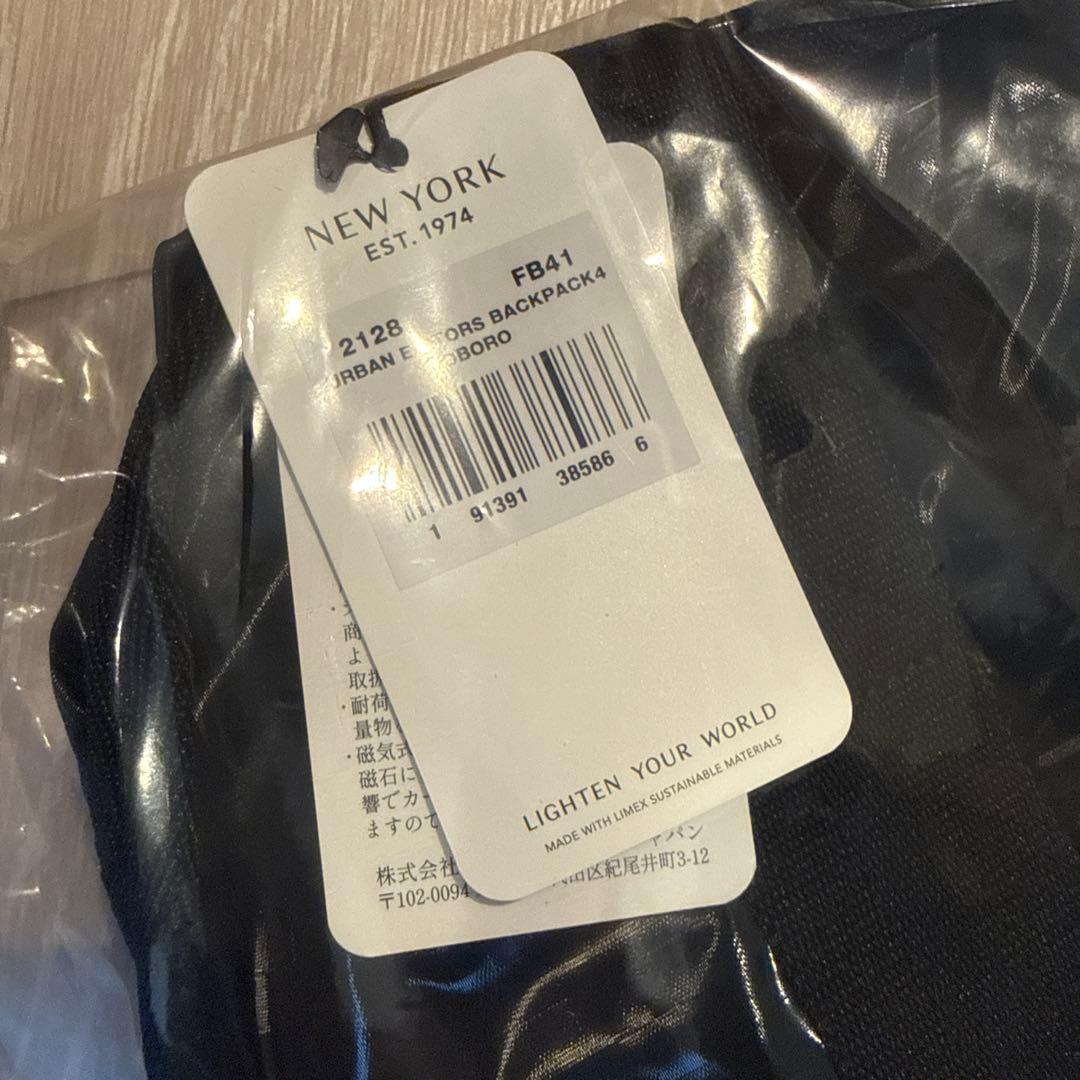 NEW YORK
EST. 1974
2128
FB41
BACKPACK4
1 91391 38586 6
LIGHTEN YOUR WORLD
MADE WITH LIMEX SUSTAINABLE MATERIALS
商
よ
取扱
・耐荷
量物
・磁気式
磁石に
響でカー
ますので
株式会社
ャパン
〒102-0094
田区紀尾井町3-12